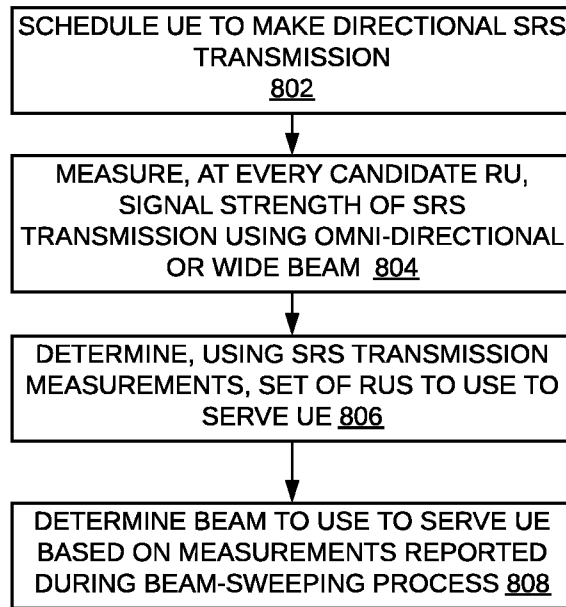 SCHEDULE UE TO MAKE DIRECTIONAL SRS
TRANSMISSION
802
MEASURE, AT EVERY CANDIDATE RU,
SIGNAL STRENGTH OF SRS
TRANSMISSION USING OMNI-DIRECTIONAL
OR WIDE BEAM 804
DETERMINE, USING SRS TRANSMISSION
MEASUREMENTS, SET OF RUS TO USE TO
SERVE UE 806
DETERMINE BEAM TO USE TO SERVE UE
BASED ON MEASUREMENTS REPORTED
DURING BEAM-SWEEPING PROCESS 808